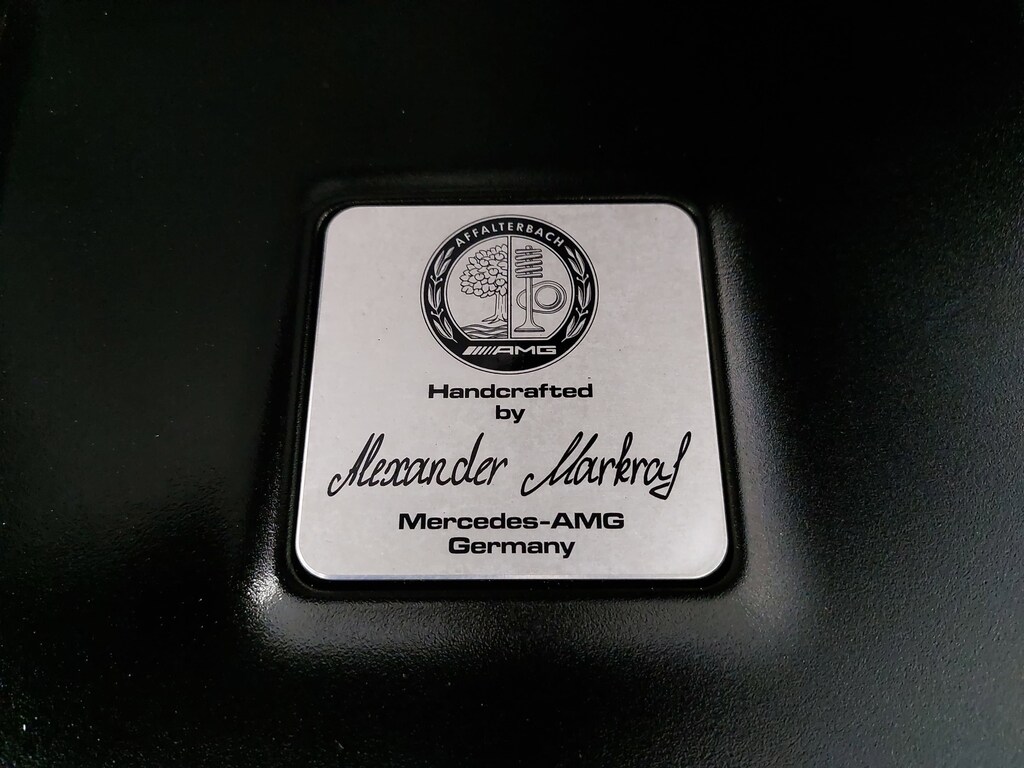 AFFALTERBACH
AMG
Handcrafted
by
Alexander Markraf
Mercedes-AMG
Germany